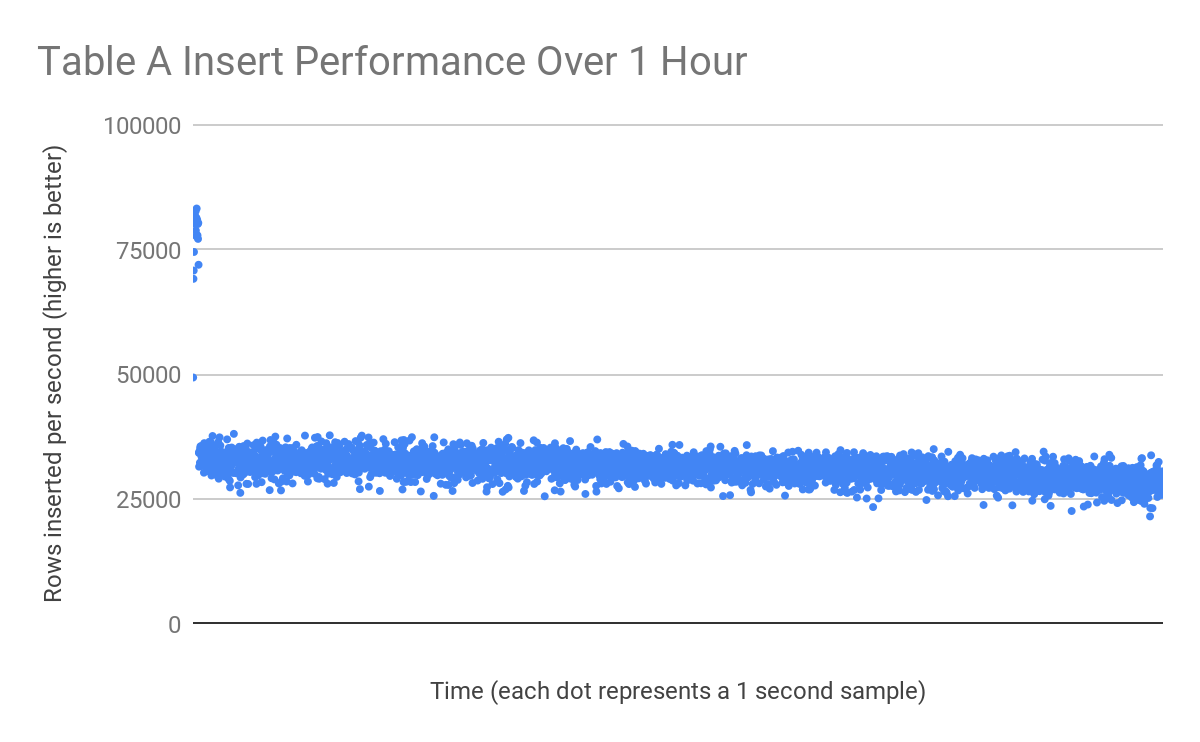 Table A Insert Performance Over 1 Hour
Rows inserted per second (higher is better)
100000
75000
50000
25000
0
Time (each dot represents a 1 second sample)